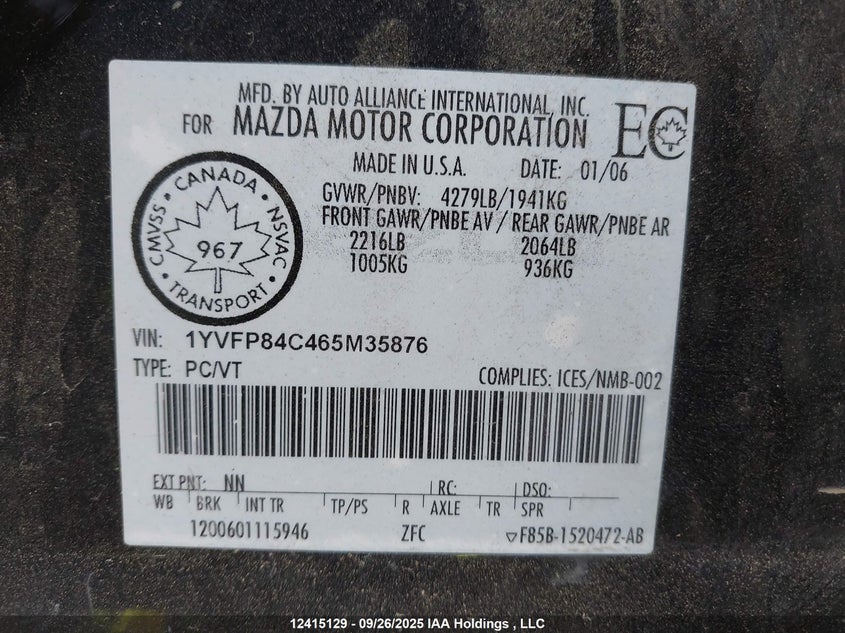 MFD. BY AUTO ALLIANCE INTERNATIONAL, INC.
FOR MAZDA MOTOR CORPORATION EC
MADE IN U.S.A. DATE: 01/06
GVWR/PNBV: 4279LB/1941KG
FRONT GAWR/PNBE AV / REAR GAWR/PNBE AR
2216LB 2064LB
1005KG 936KG
CANADA
CMVSS 967 NSVAC
TRANSPORT
VIN: 1YVFP84C465M35876
TYPE: PC/VT COMPLIES: ICES/NMB-002
EXT PNT: NN RC: DSO:
WB BRK INT TR TP/PS R AXLE TR SPR
1200601115946 ZFC ▽F85B-1520472-AB
12415129 - 09/26/2025 IAA Holdings , LLC